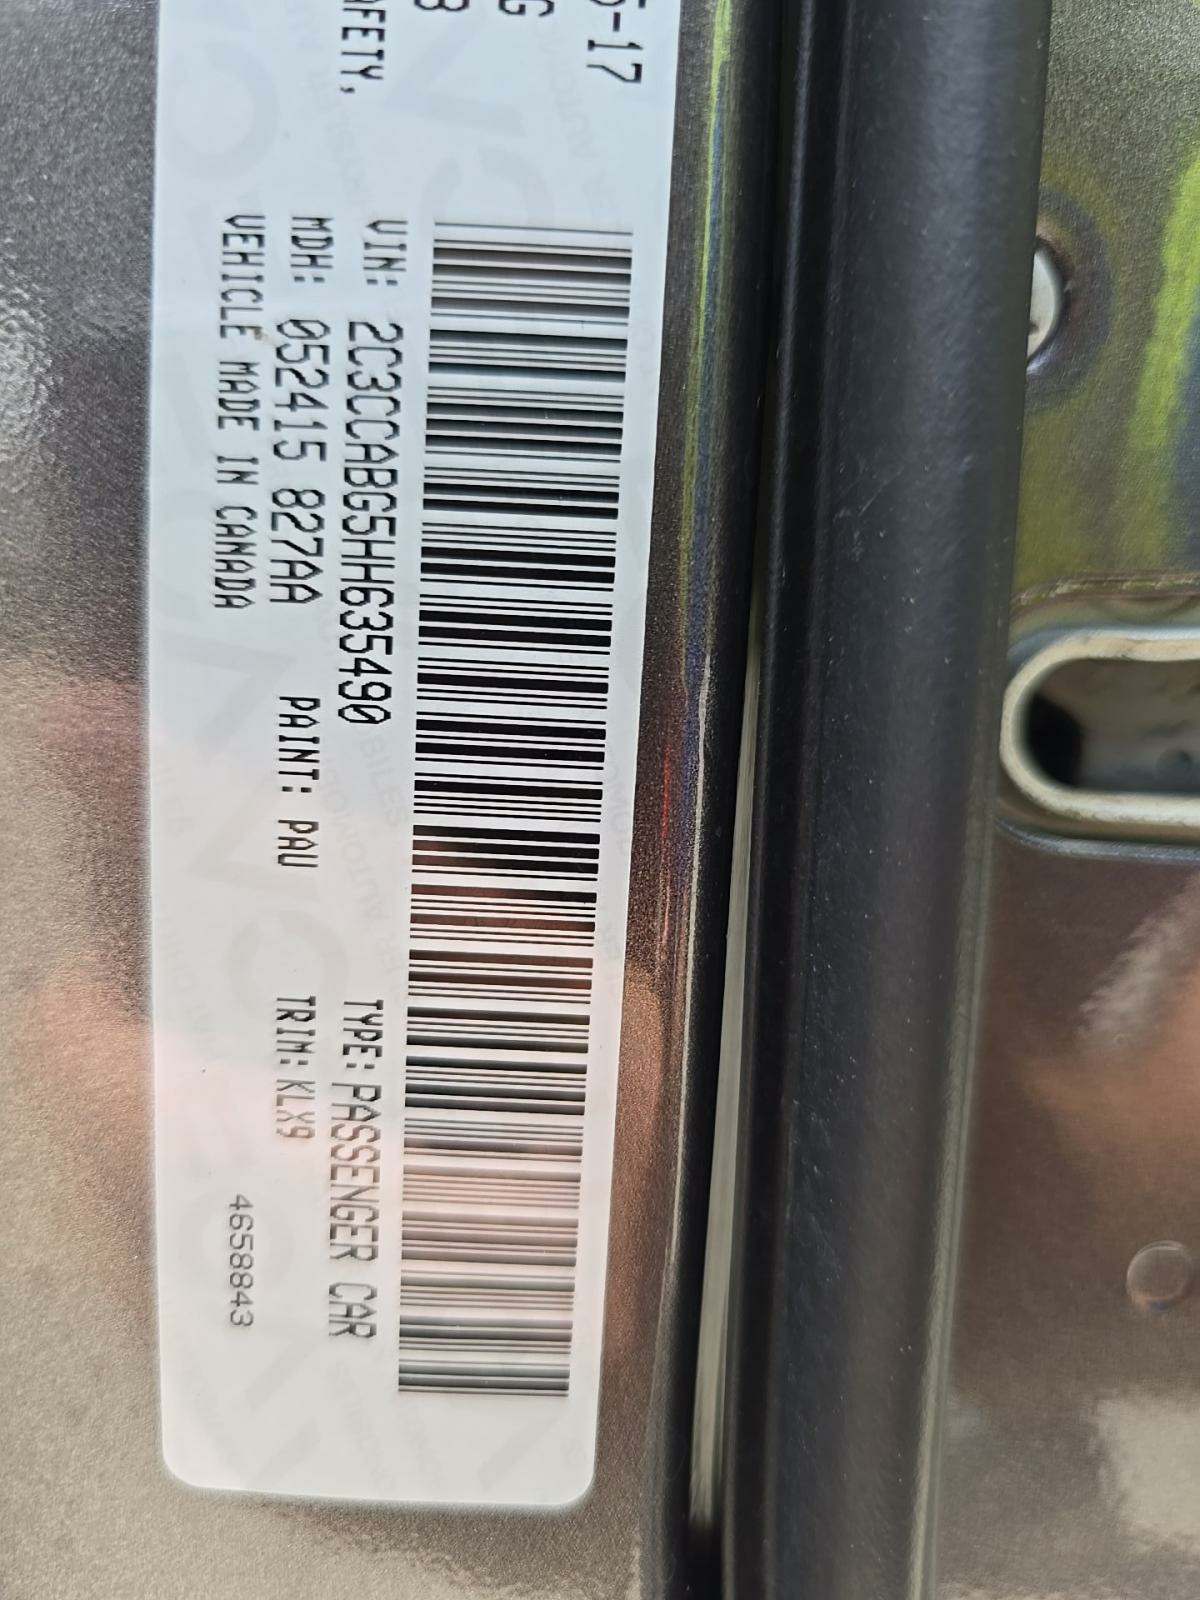 5-17
G
8
AFETY,
VIN: 2C3CCABG5HH635490 TYPE: PASSENGER CAR
MDH: 052415 827AA PAINT: PAU TRIM: KLX9
VEHICLE MADE IN CANADA 4658843